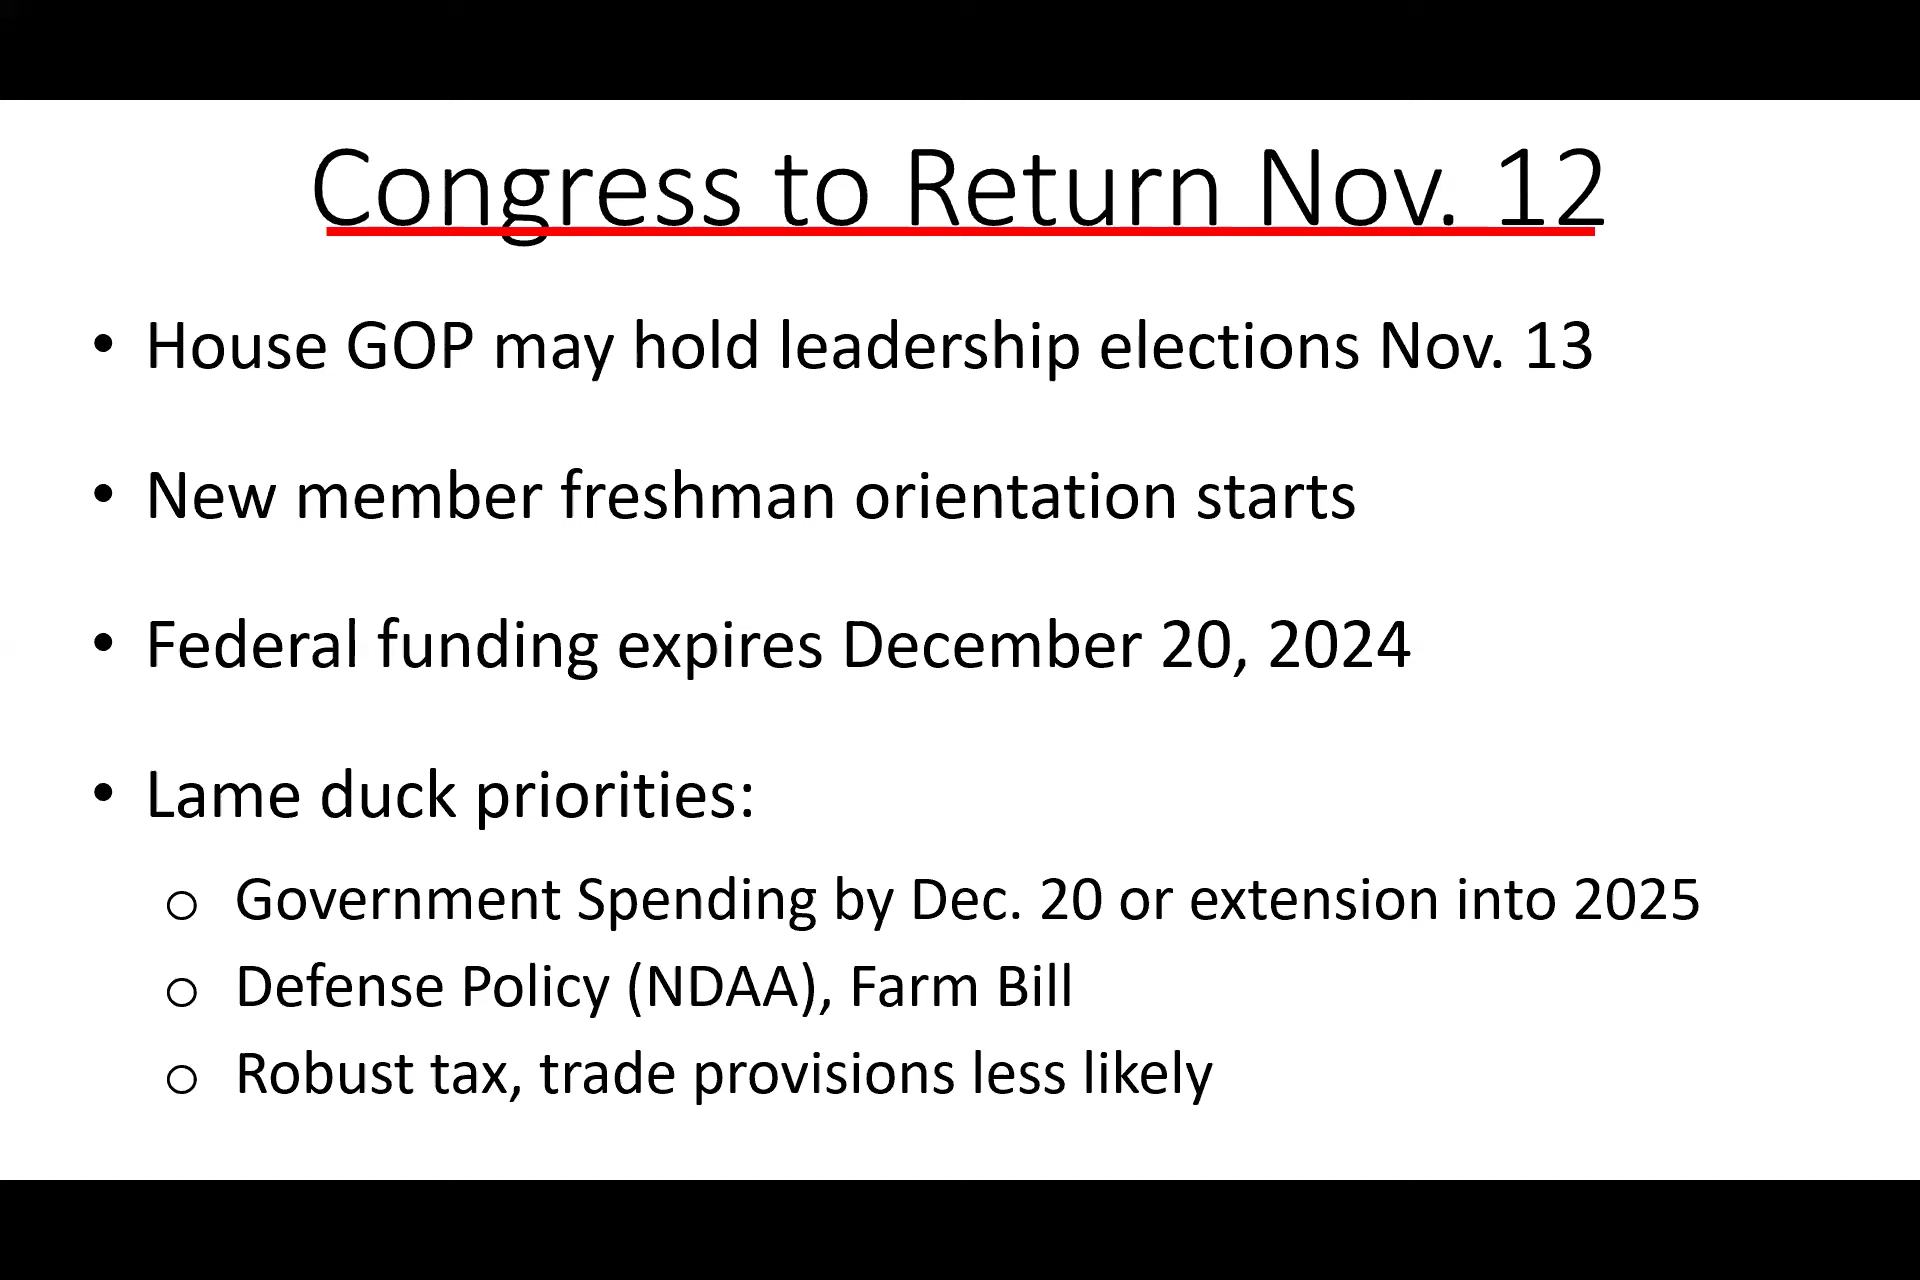 Congress to Return Nov. 12
• House GOP may hold leadership elections Nov. 13
• New member freshman orientation starts
• Federal funding expires December 20, 2024
• Lame duck priorities:
o Government Spending by Dec. 20 or extension into 2025
o Defense Policy (NDAA), Farm Bill
o Robust tax, trade provisions less likely